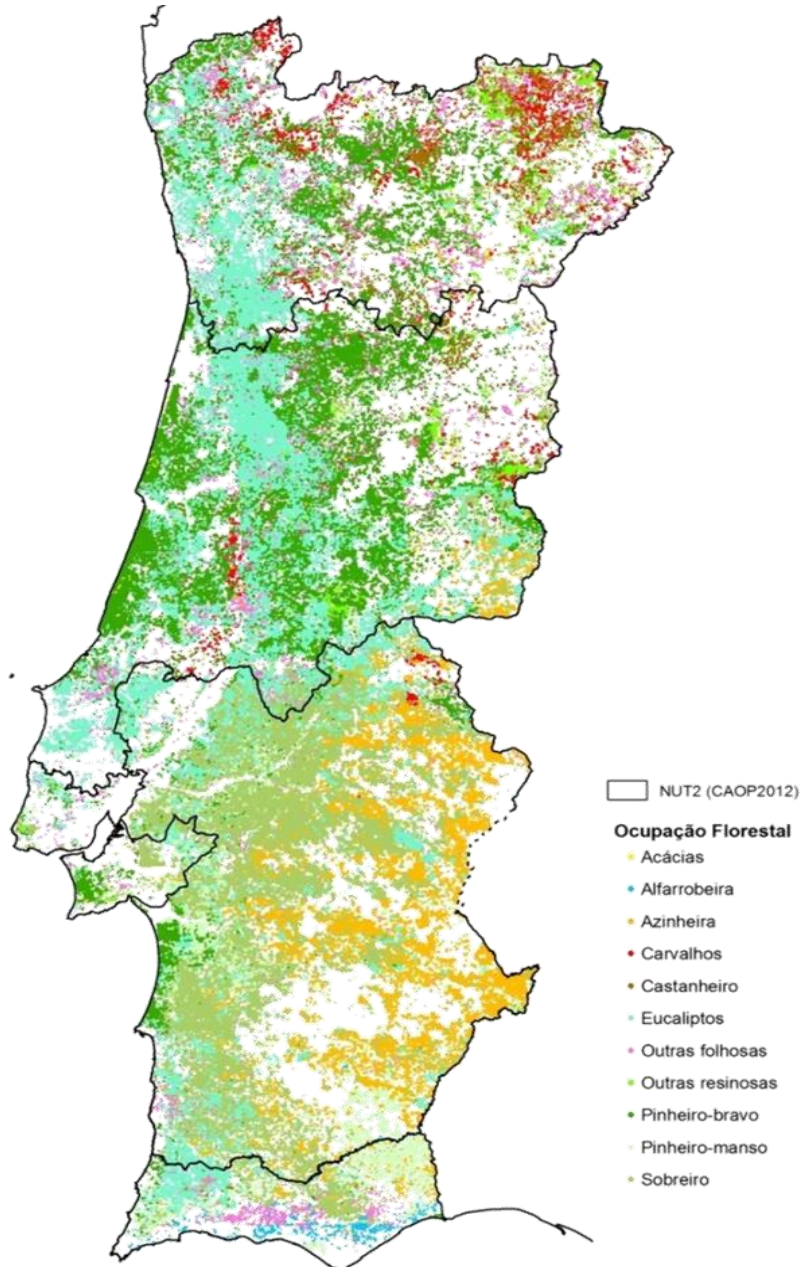 NUT2 (CAOP2012)
Ocupação Florestal
Acácias
Alfarrobeira
Azinheira
Carvalhos
Castanheiro
Eucaliptos
Outras folhosas
Outras resinosas
Pinheiro-bravo
Pinheiro-manso
Sobreiro